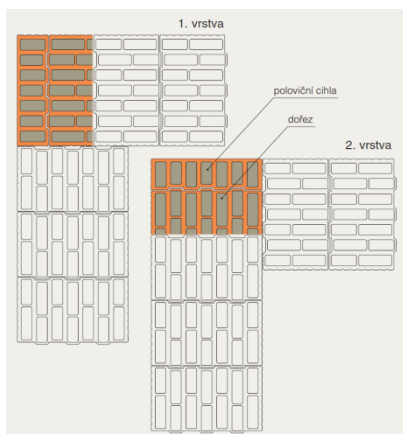 1. vrstva
poloviční cihla
dořez
2. vrstva